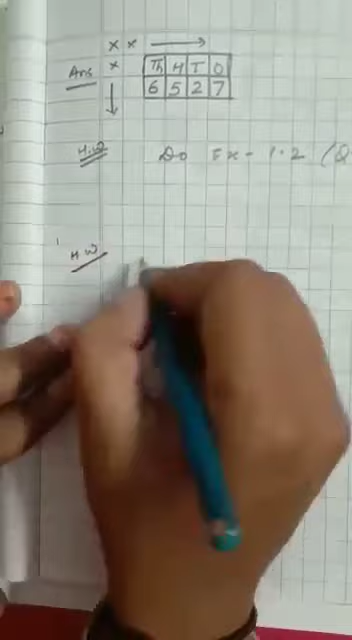 x x
Ans x Th H T O
6 5 2 7
H.W Do Ex - 1.2 (Q
H W